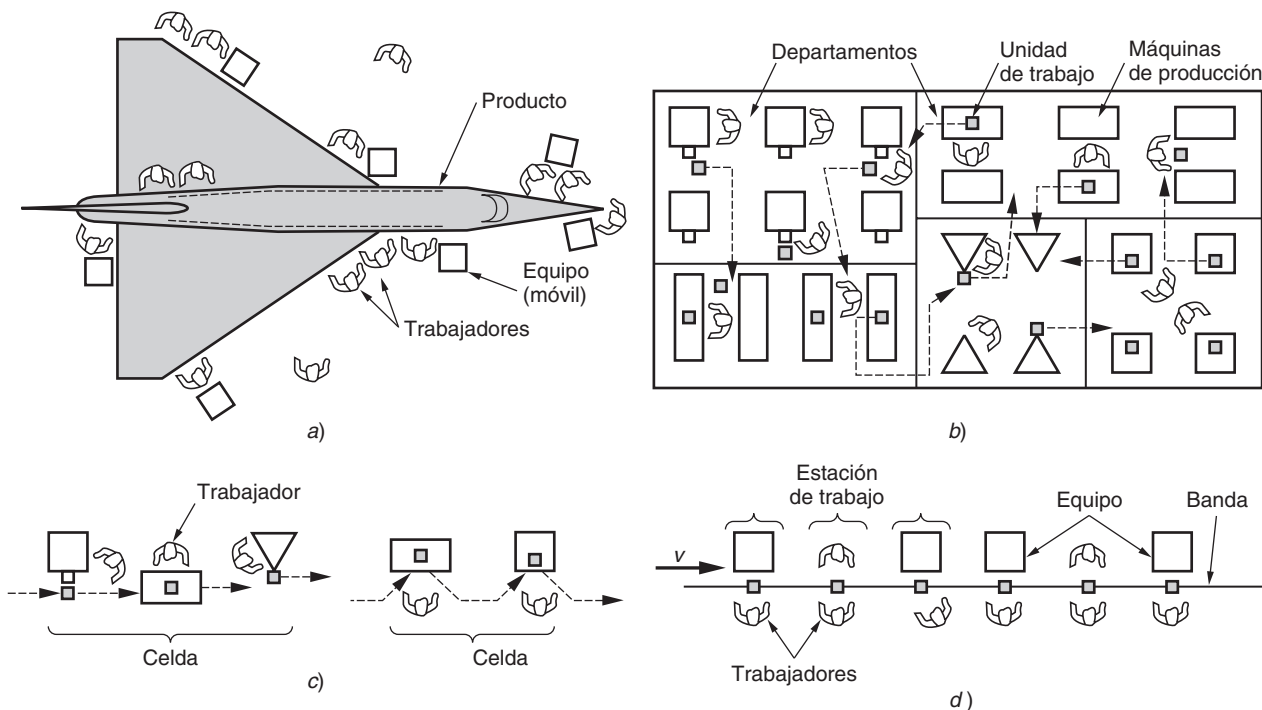 Producto
Equipo
(móvil)
Trabajadores
a)
Departamentos
Unidad
de trabajo
Máquinas
de producción
b)
Trabajador
Celda
Celda
c)
Estación
de trabajo
Equipo
Banda
v
Trabajadores
d)